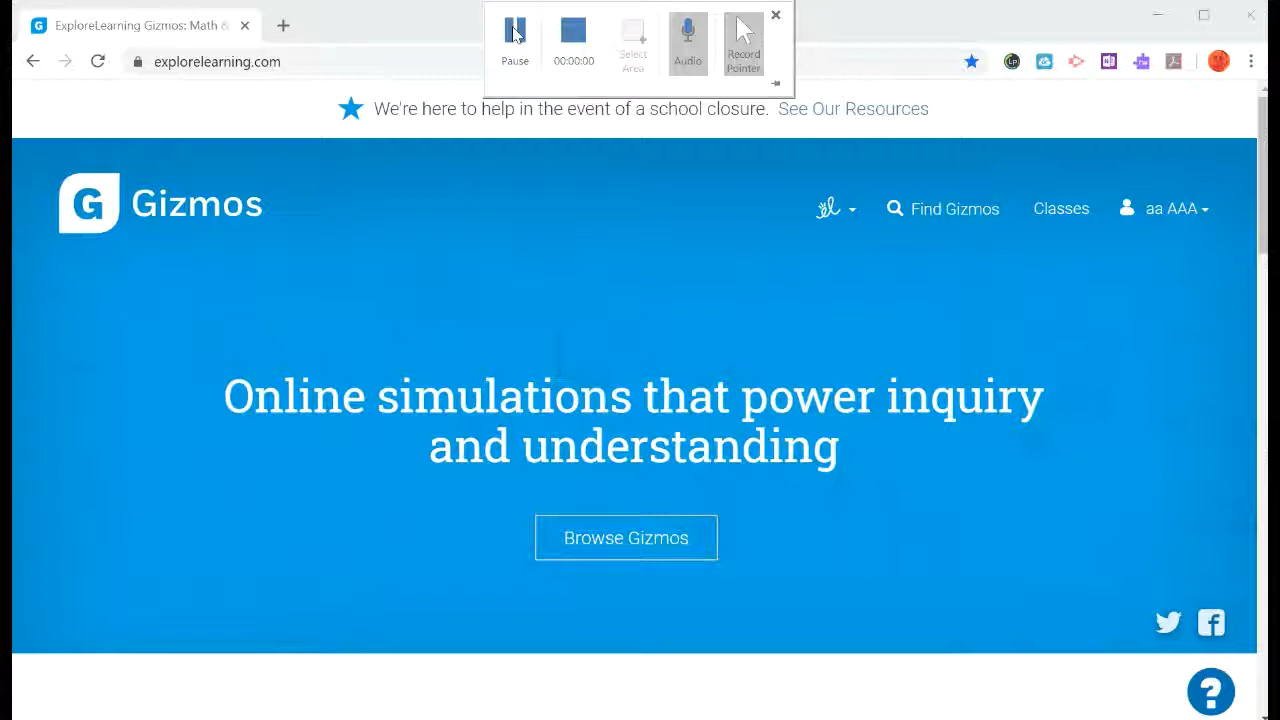 ExploreLearning Gizmos: Math &
explorelearning.com
Pause
00:00:00
Select
Area
Audio
Record
Pointer
We're here to help in the event of a school closure. See Our Resources
G Gizmos
Find Gizmos
Classes
aa AAA
Online simulations that power inquiry
and understanding
Browse Gizmos